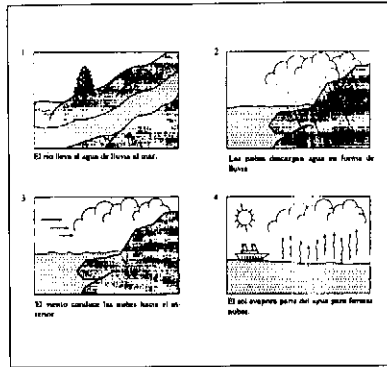 1
El río lleva el agua de lluvia al mar.
2
Las nubes descargan agua en forma de
lluvia
3
El viento conduce las nubes hacia el in-
terior
4
El sol evapora parte del agua para formar
nubes.